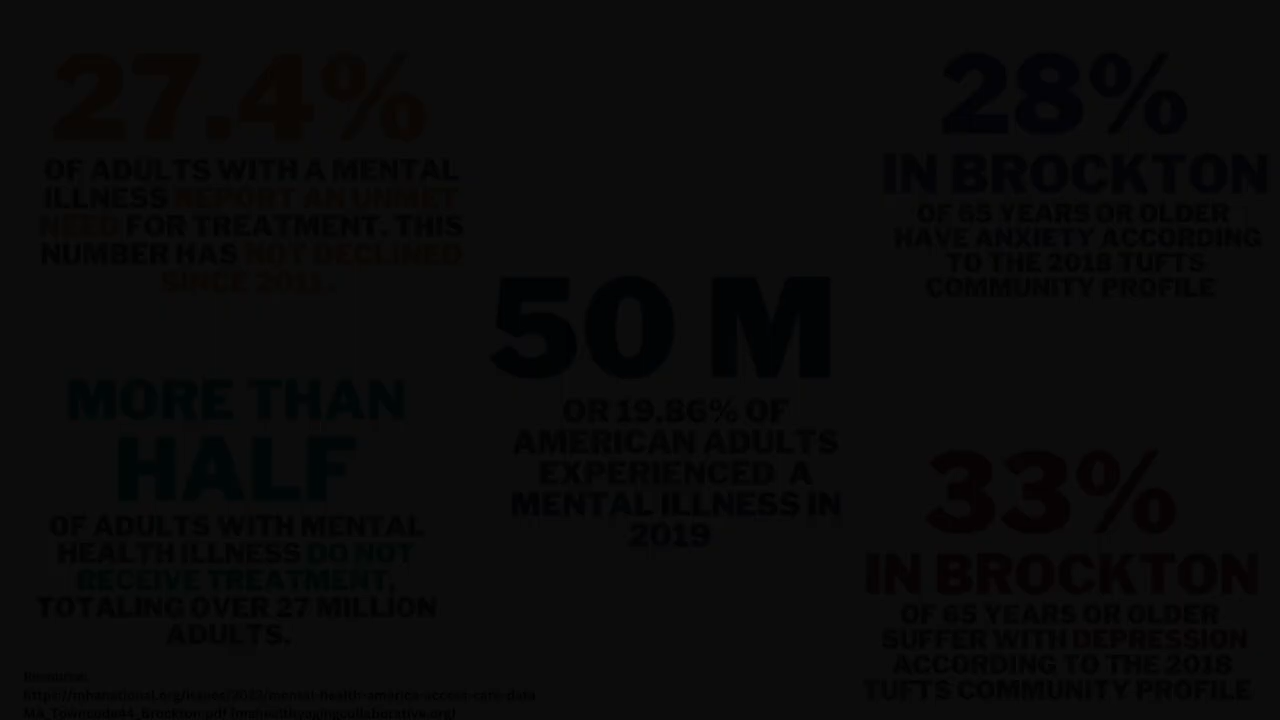 27.4%
OF ADULTS WITH A MENTAL
ILLNESS REPORT AN UNMET
NEED FOR TREATMENT. THIS
NUMBER HAS NOT DECLINED
SINCE 2011.
MORE THAN
HALF
OF ADULTS WITH MENTAL
HEALTH ILLNESS DO NOT
RECEIVE TREATMENT,
TOTALING OVER 27 MILLION
ADULTS.
50 M
OR 19.86% OF
AMERICAN ADULTS
EXPERIENCED A
MENTAL ILLNESS IN
2019
28%
IN BROCKTON
OF 65 YEARS OR OLDER
HAVE ANXIETY ACCORDING
TO THE 2018 TUFTS
COMMUNITY PROFILE
33%
IN BROCKTON
OF 65 YEARS OR OLDER
SUFFER WITH DEPRESSION
ACCORDING TO THE 2018
TUFTS COMMUNITY PROFILE
Resource: